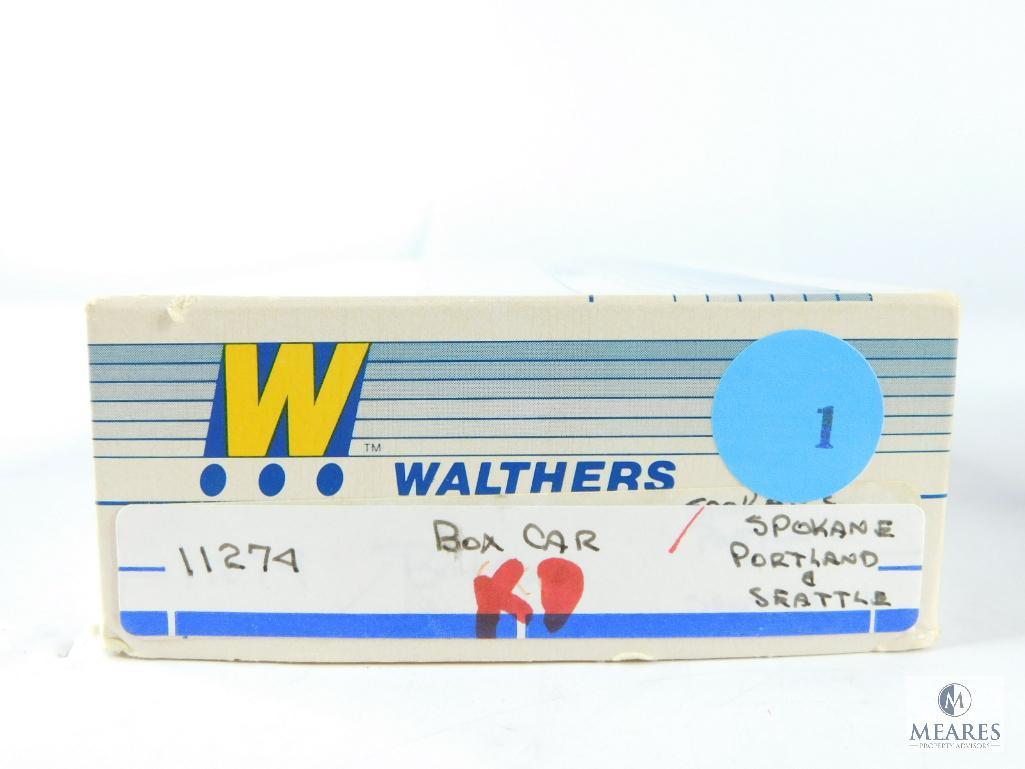 W
TM
1
WALTHERS
11274
BOX CAR
SPOKANE
PORTLAND
&
SEATTLE
KD
M
MEARES
PROPERTY ADVISORS